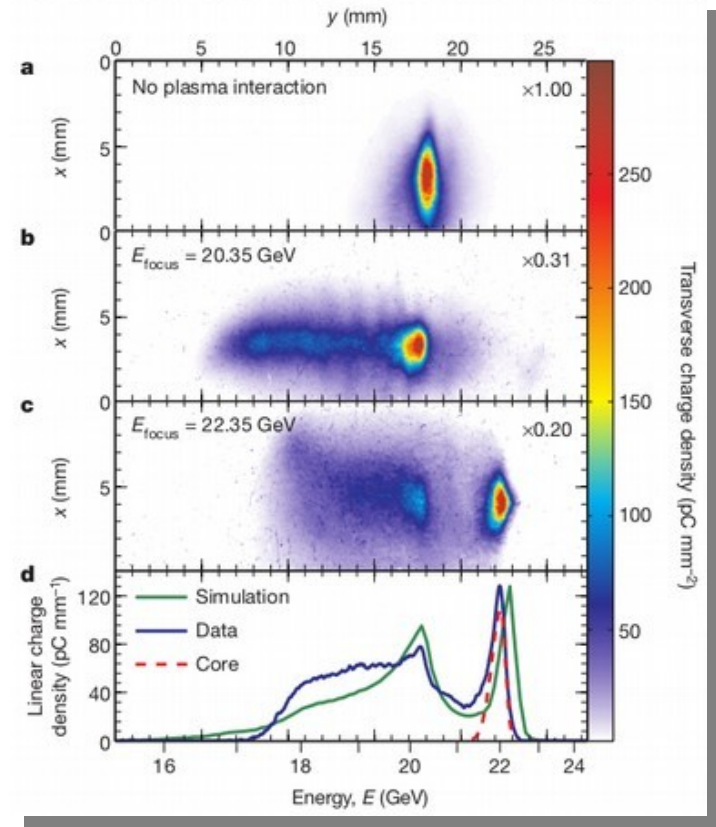 y (mm)
0 5 10 15 20 25
a
0
No plasma interaction
×1.00
x (mm)
5
0
b
E focus = 20.35 GeV
×0.31
x (mm)
5
0
c
E focus = 22.35 GeV
×0.20
x (mm)
5
d
Linear charge
density (pC mm⁻¹)
120
80
40
0
Simulation
Data
Core
16 18 20 22 24
Energy, E (GeV)
250
200
150
100
50
Transverse charge density (pC mm⁻²)